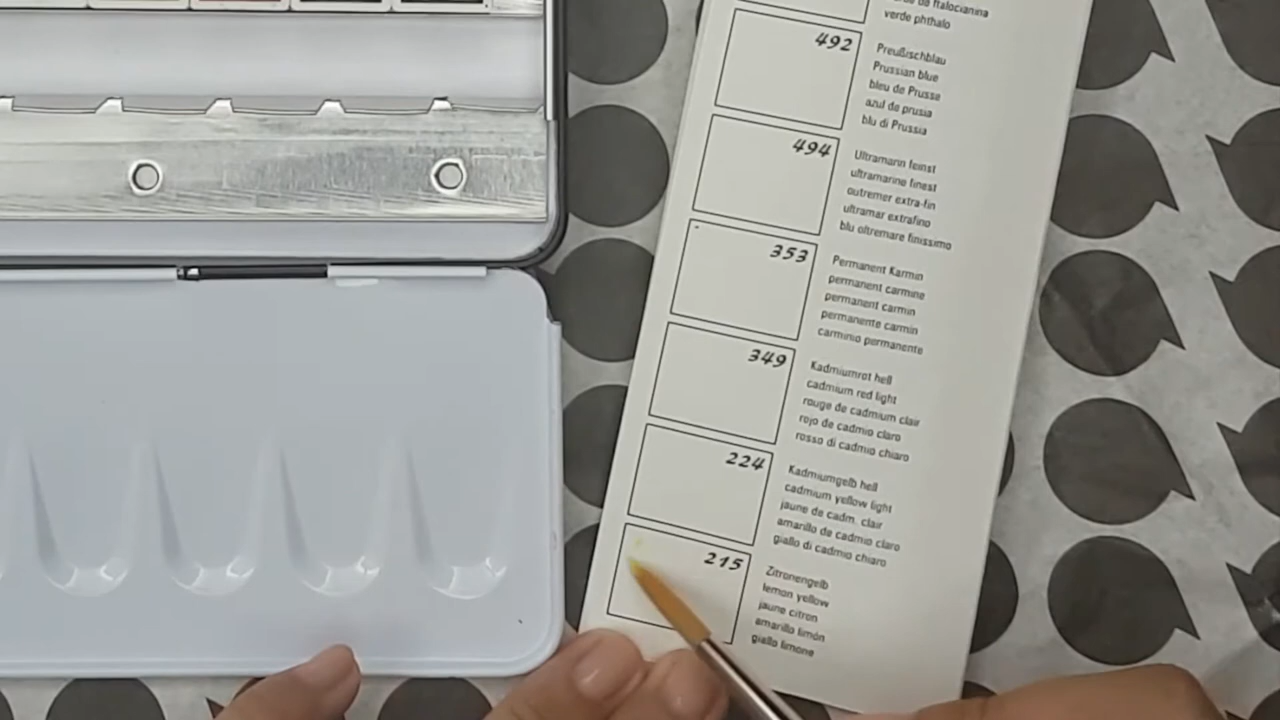 verde phthalo
492
Preußischblau
Prussian blue
bleu de Prusse
azul de prusia
blu di Prussia
494
Ultramarin feinst
ultramarine finest
outremer extra-fin
ultramar extrafino
blu oltremare finissimo
353
Permanent Karmin
permanent carmine
permanent carmin
permanente carmín
carminio permanente
349
Kadmiumrot hell
cadmium red light
rouge de cadmium clair
rojo de cadmio claro
rosso di cadmio chiaro
224
Kadmiumgelb hell
cadmium yellow light
jaune de cadm. clair
amarillo de cadmio claro
giallo di cadmio chiaro
215
Zitronengelb
lemon yellow
jaune citron
amarillo limón
giallo limone